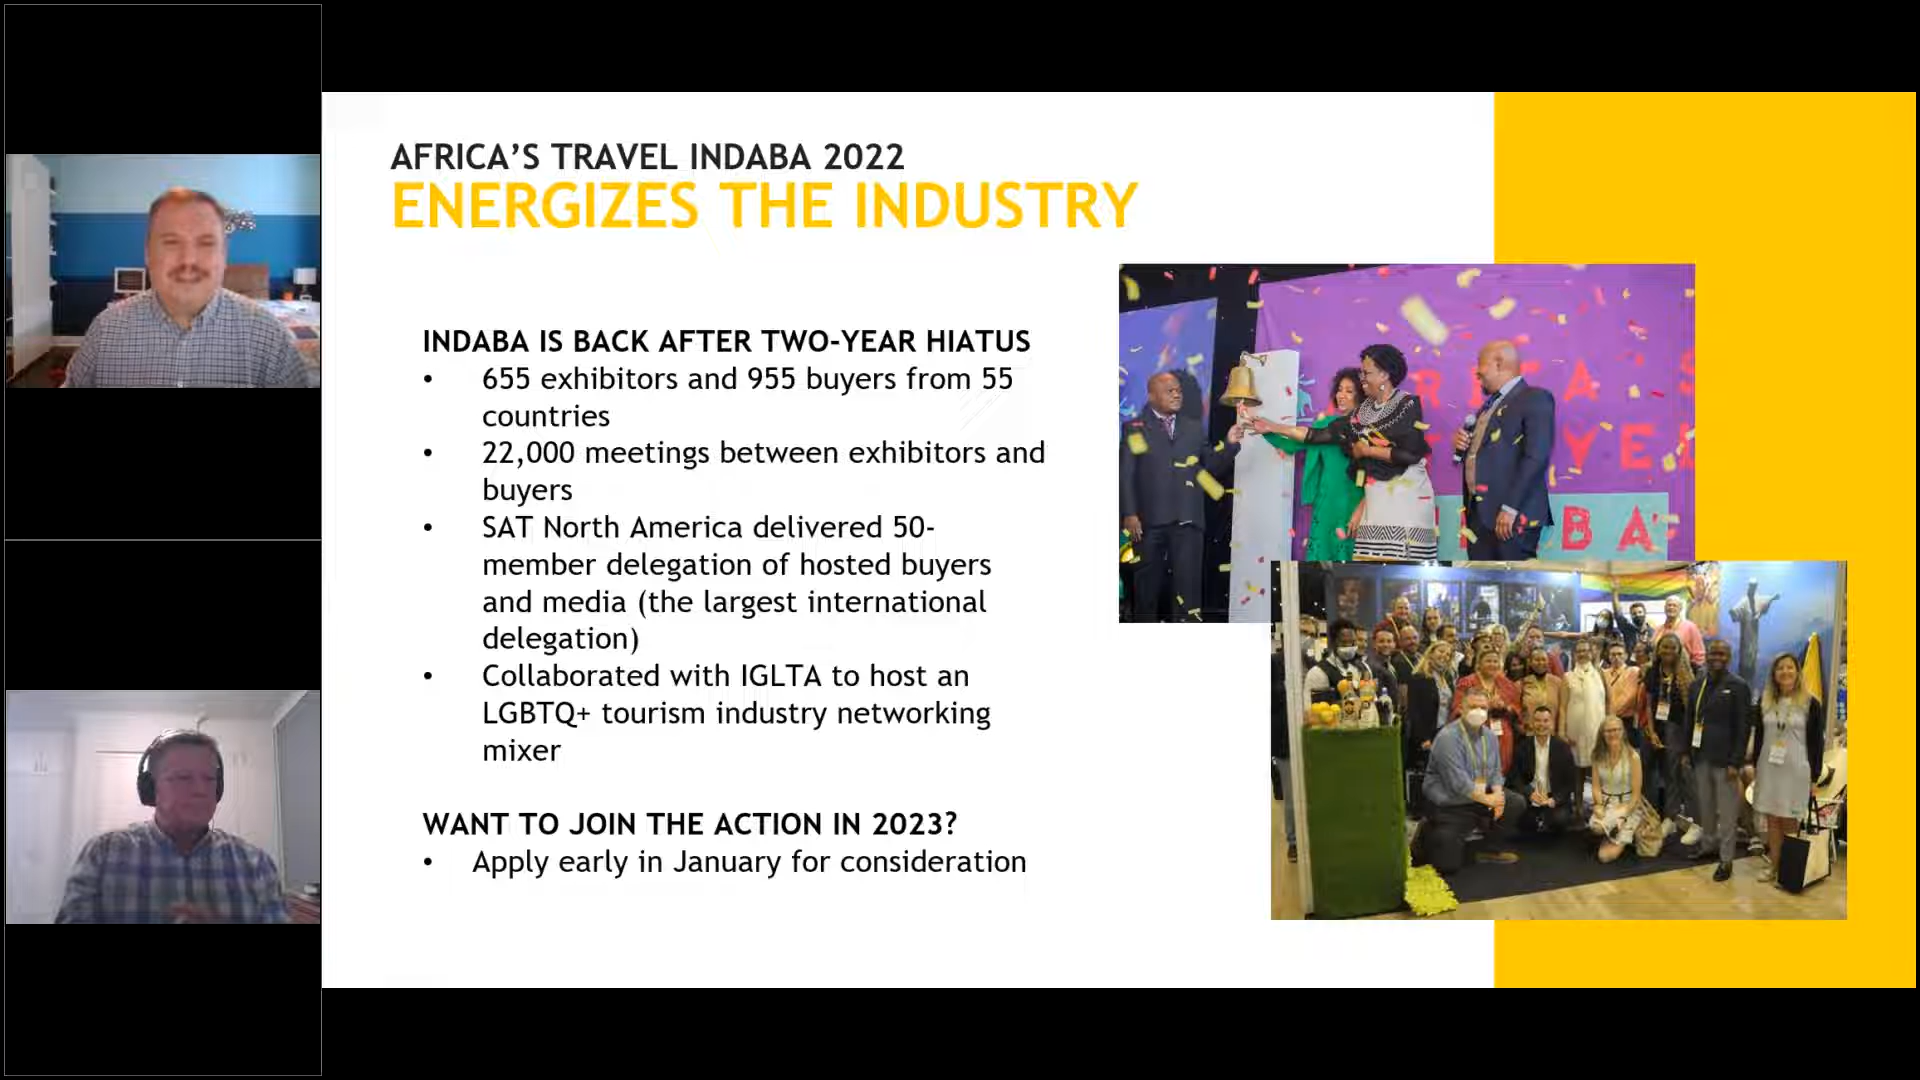 AFRICA’S TRAVEL INDABA 2022
ENERGIZES THE INDUSTRY
INDABA IS BACK AFTER TWO-YEAR HIATUS
• 655 exhibitors and 955 buyers from 55
countries
• 22,000 meetings between exhibitors and
buyers
• SAT North America delivered 50-
member delegation of hosted buyers
and media (the largest international
delegation)
• Collaborated with IGLTA to host an
LGBTQ+ tourism industry networking
mixer
WANT TO JOIN THE ACTION IN 2023?
• Apply early in January for consideration